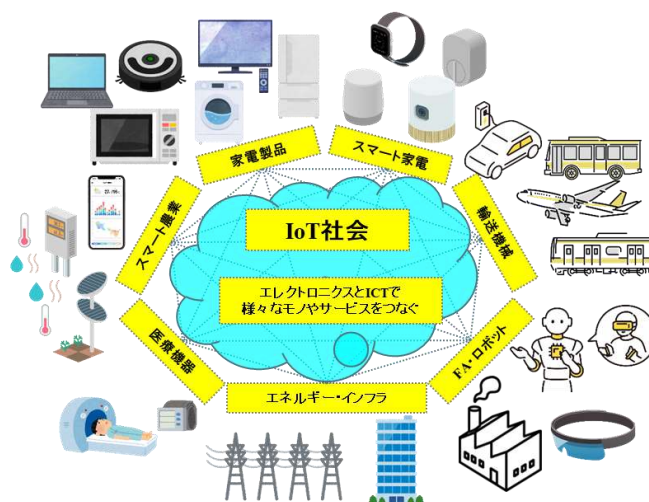 家電製品
スマート家電
スマート農業
IoT社会
輸送機械
エレクトロニクスとICTで
様々なモノやサービスをつなぐ
医療機器
FA・ロボット
エネルギー・インフラ